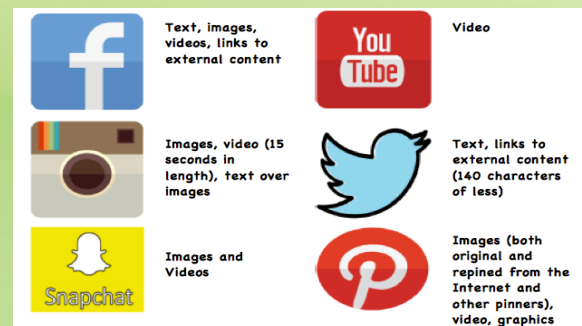 Text, images,
videos, links to
external content
You
Tube
Video
Images, video (15
seconds in
length), text over
images
Text, links to
external content
(140 characters
of less)
Snapchat
Images and
Videos
Images (both
original and
repined from the
Internet and
other pinners),
video, graphics